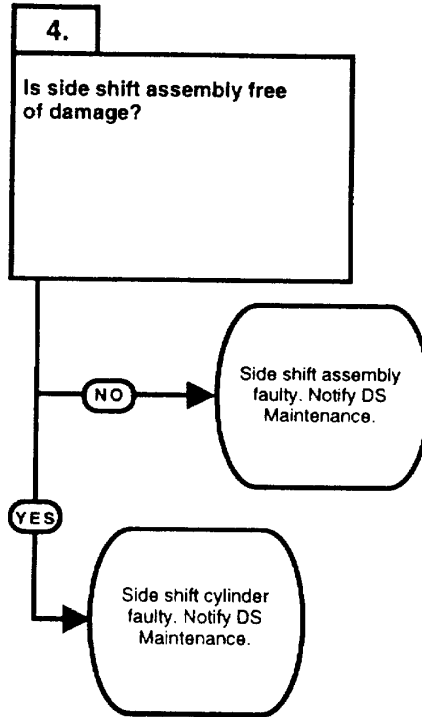 4.
Is side shift assembly free
of damage?
NO
Side shift assembly
faulty. Notify DS
Maintenance.
YES
Side shift cylinder
faulty. Notify DS
Maintenance.